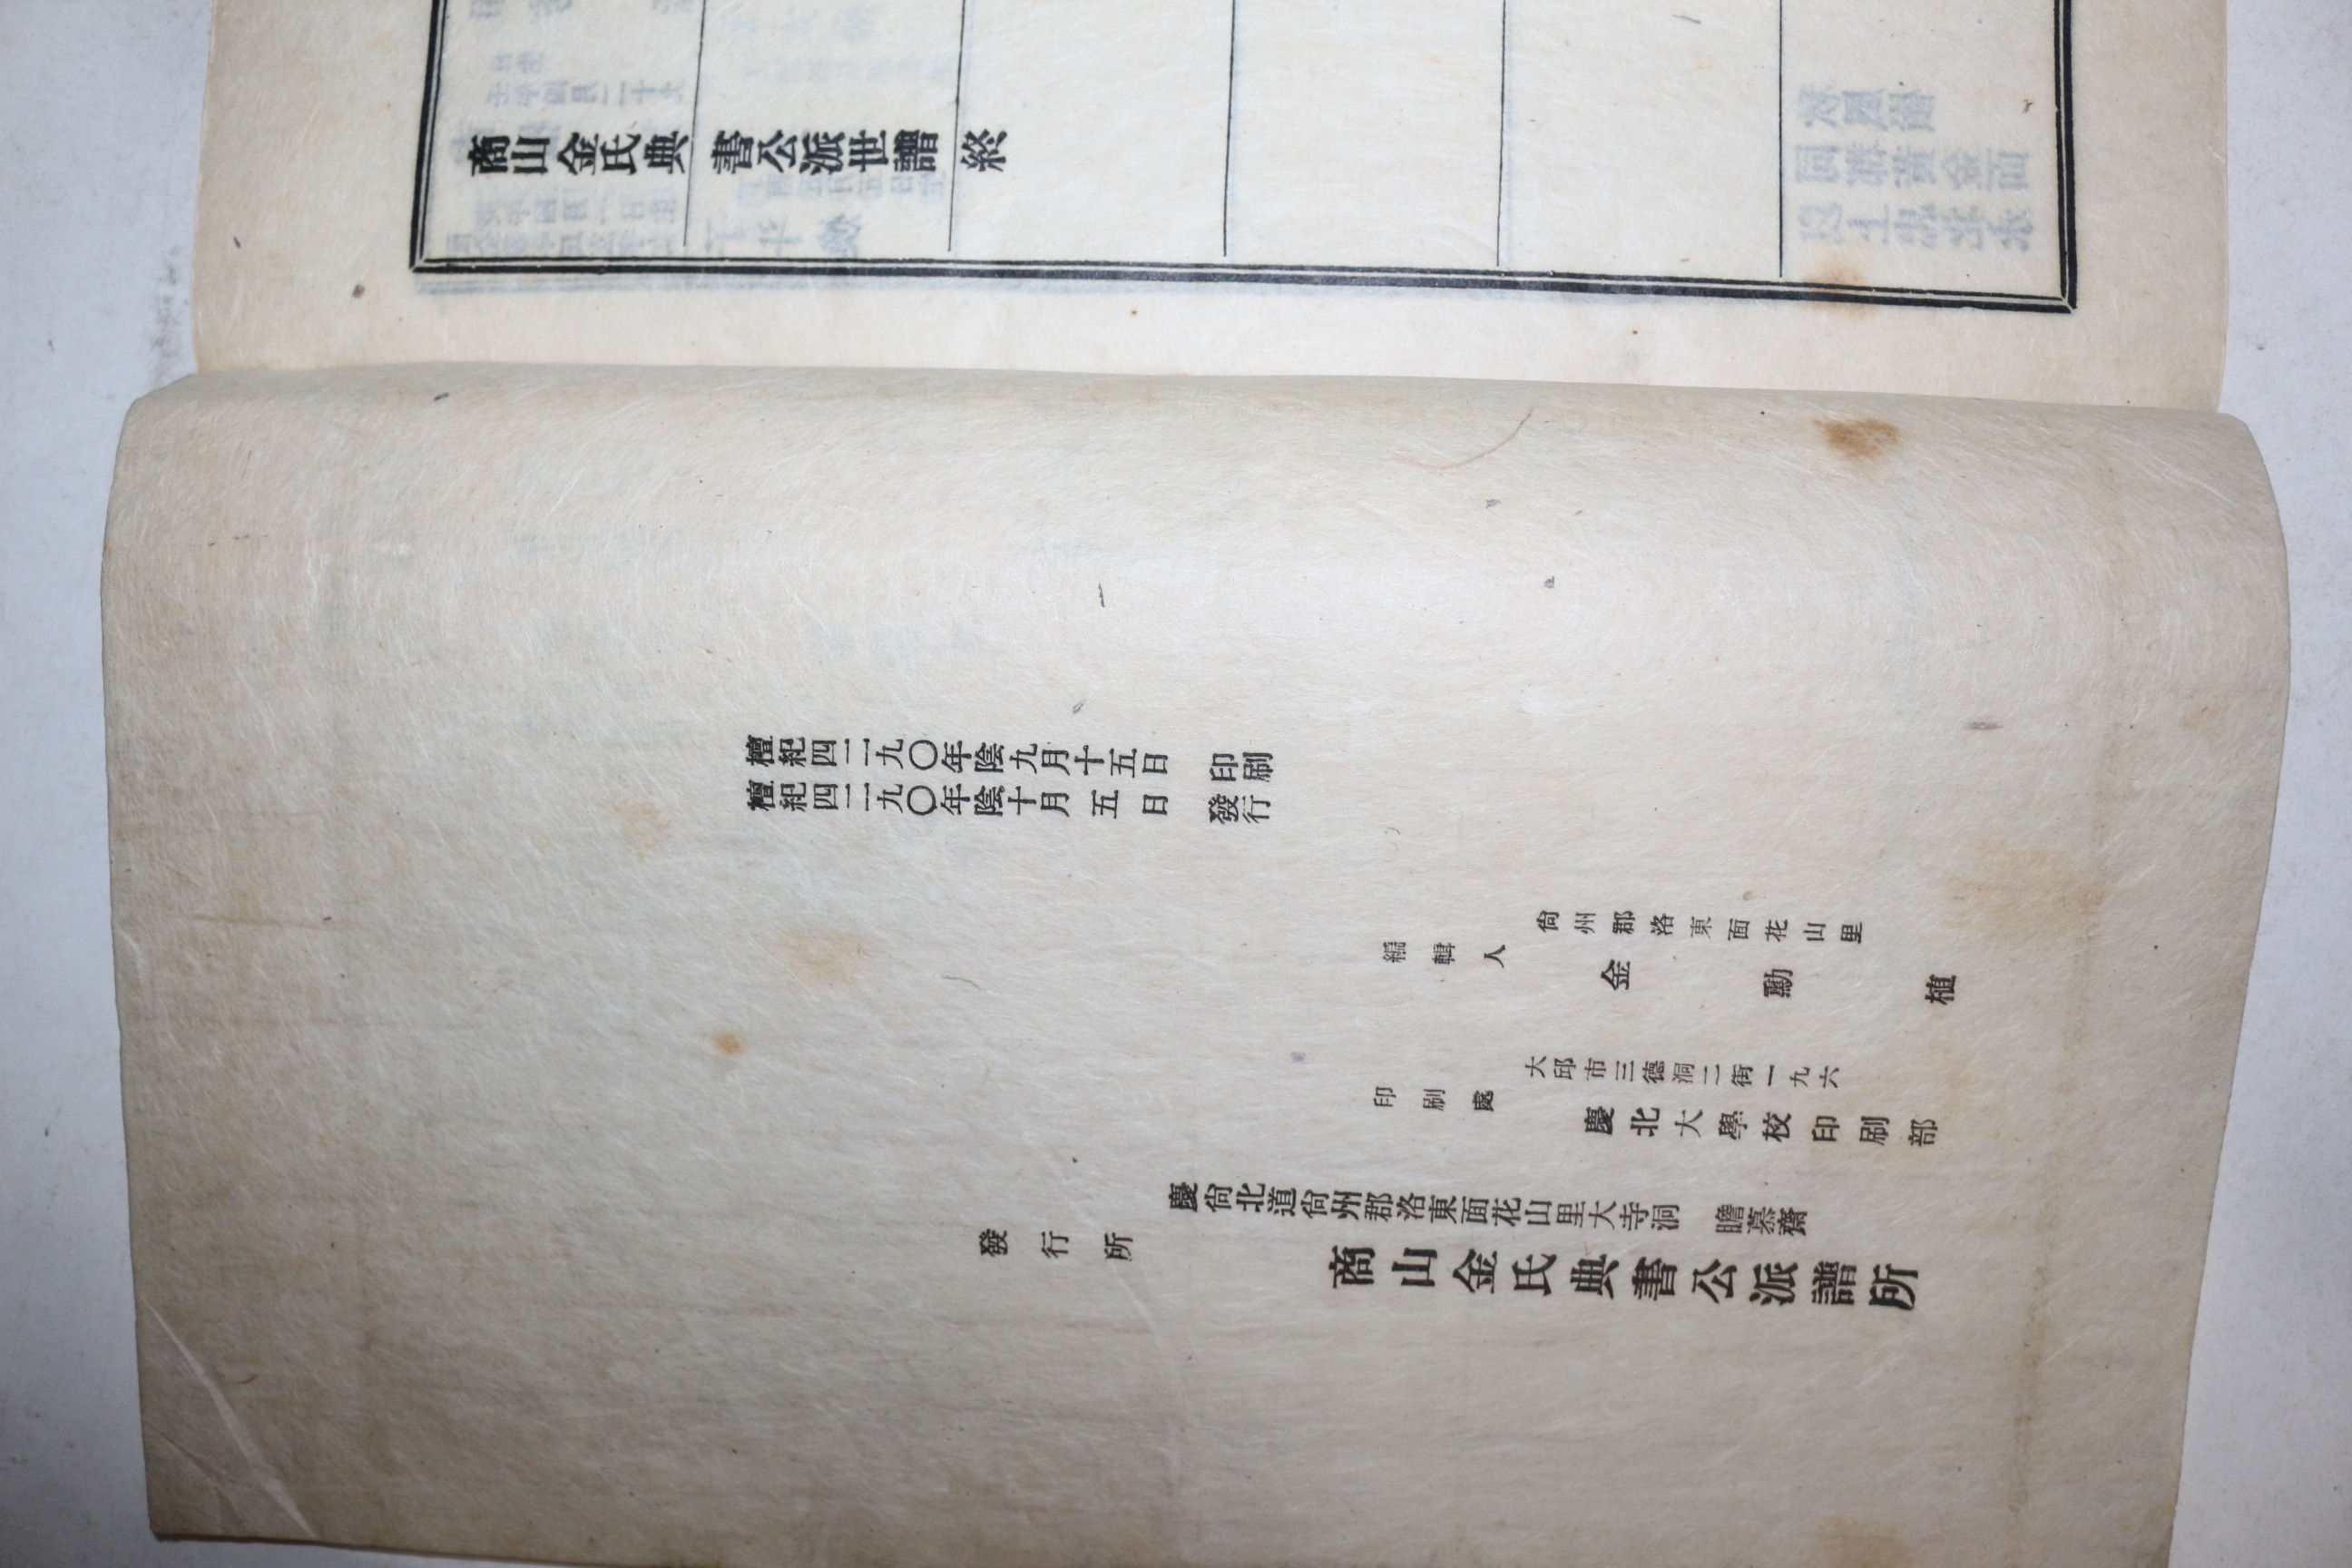 商山金氏典書公派世譜終
檀紀四二九〇年陰九月十五日 印刷
檀紀四二九〇年陰十月五日 發行
尙州郡洛東面花山里
編輯人 金勳植
大邱市三德洞二街一九六
印刷處 慶北大學校印刷部
慶尙北道尙州郡洛東面花山里大寺洞 瞻慕齋
發行所 商山金氏典書公派譜所